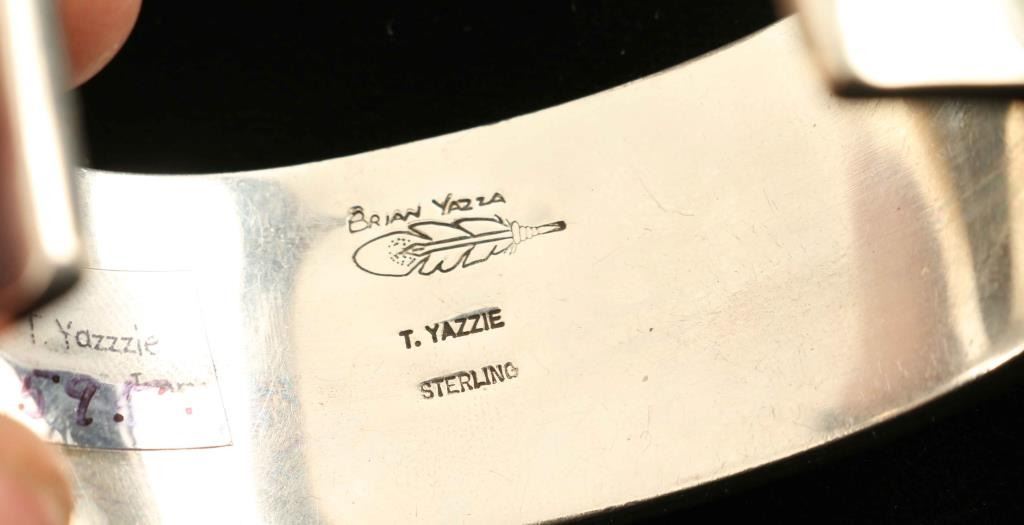 BRIAN YAZZA
T. YAZZIE
STERLING
T. Yazzzie